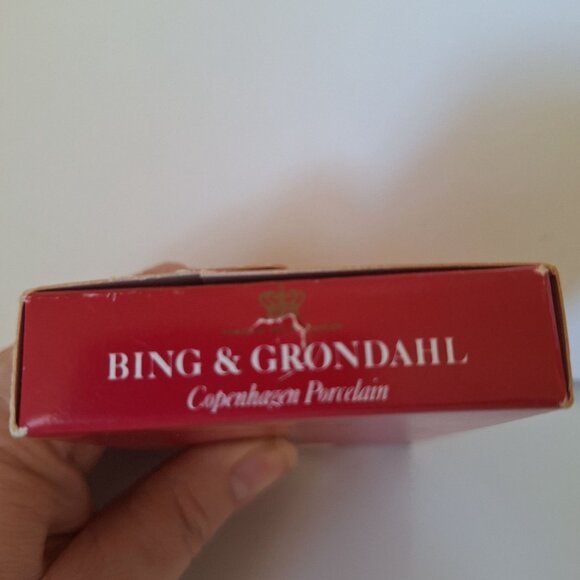 BING & GRØNDAHL
Copenhagen Porcelain